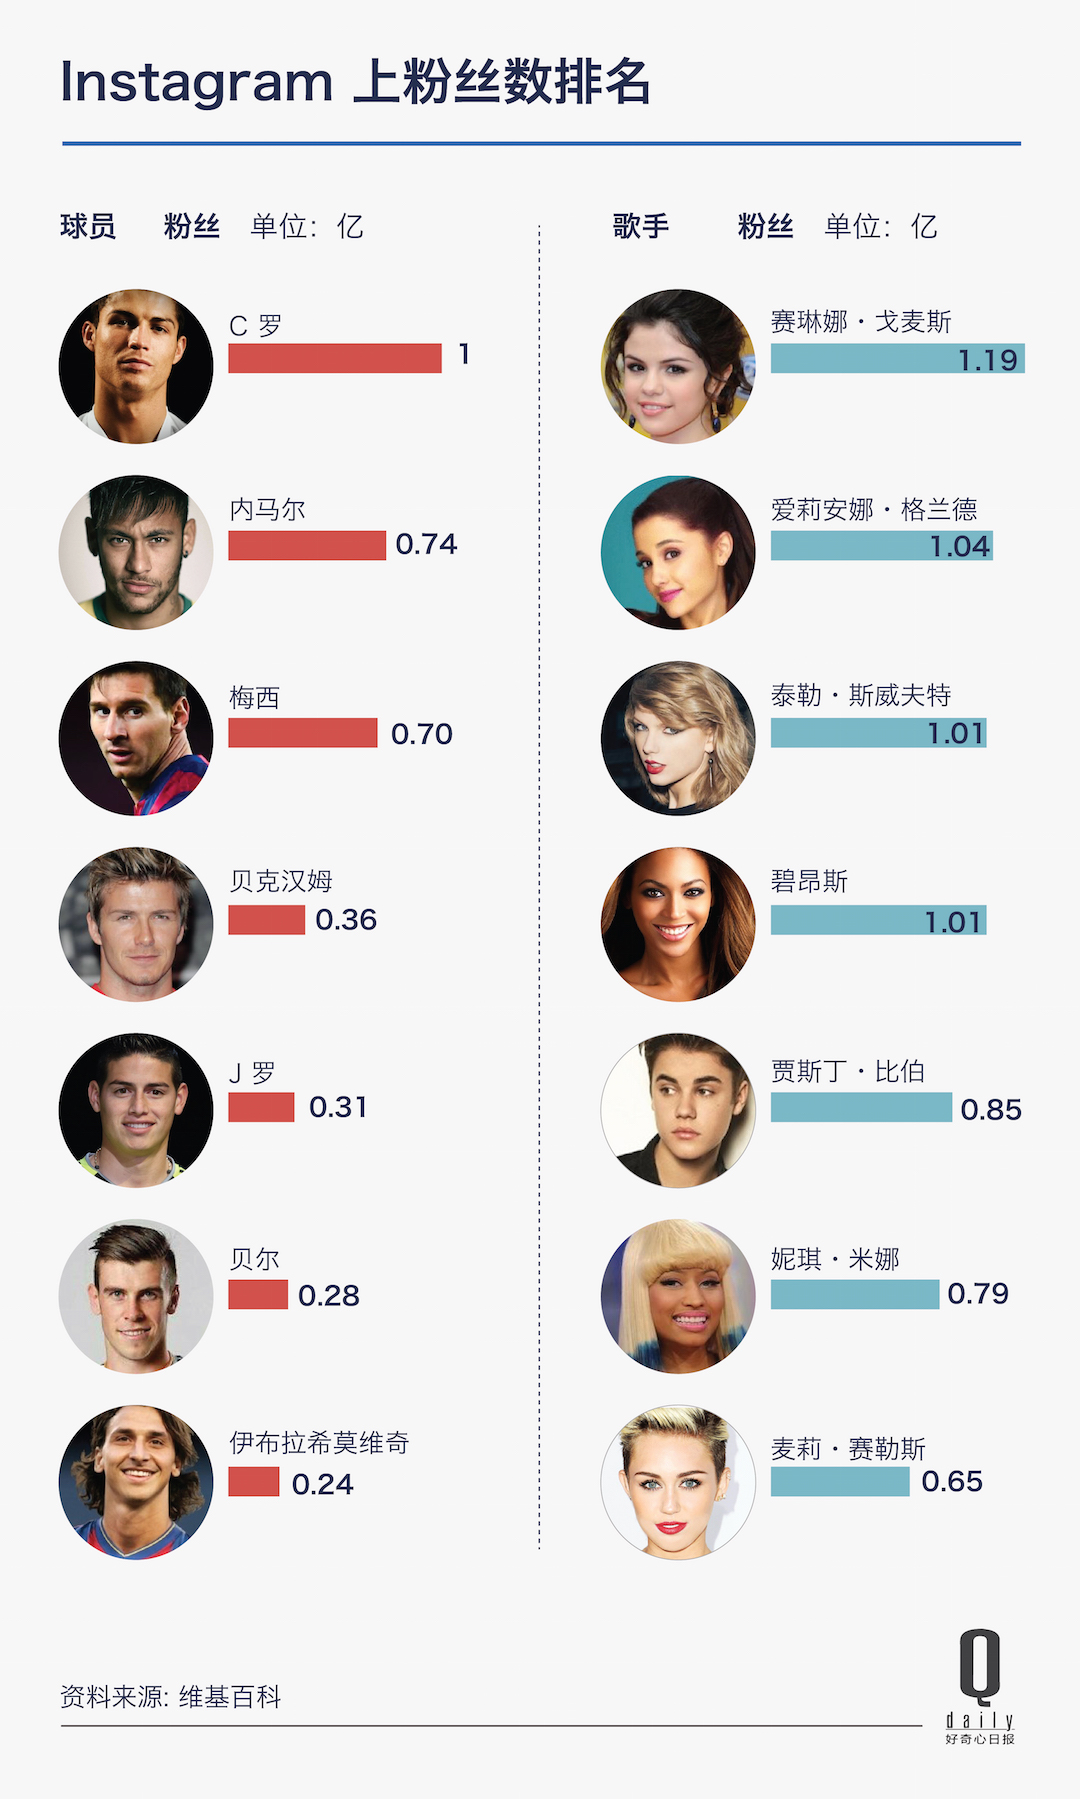 Instagram 上粉丝数排名
球员 粉丝 单位：亿
C 罗
1
内马尔
0.74
梅西
0.70
贝克汉姆
0.36
J 罗
0.31
贝尔
0.28
伊布拉希莫维奇
0.24
歌手 粉丝 单位：亿
赛琳娜・戈麦斯
1.19
爱莉安娜・格兰德
1.04
泰勒・斯威夫特
1.01
碧昂斯
1.01
贾斯丁・比伯
0.85
妮琪・米娜
0.79
麦莉・赛勒斯
0.65
资料来源: 维基百科
Q
daily
好奇心日报